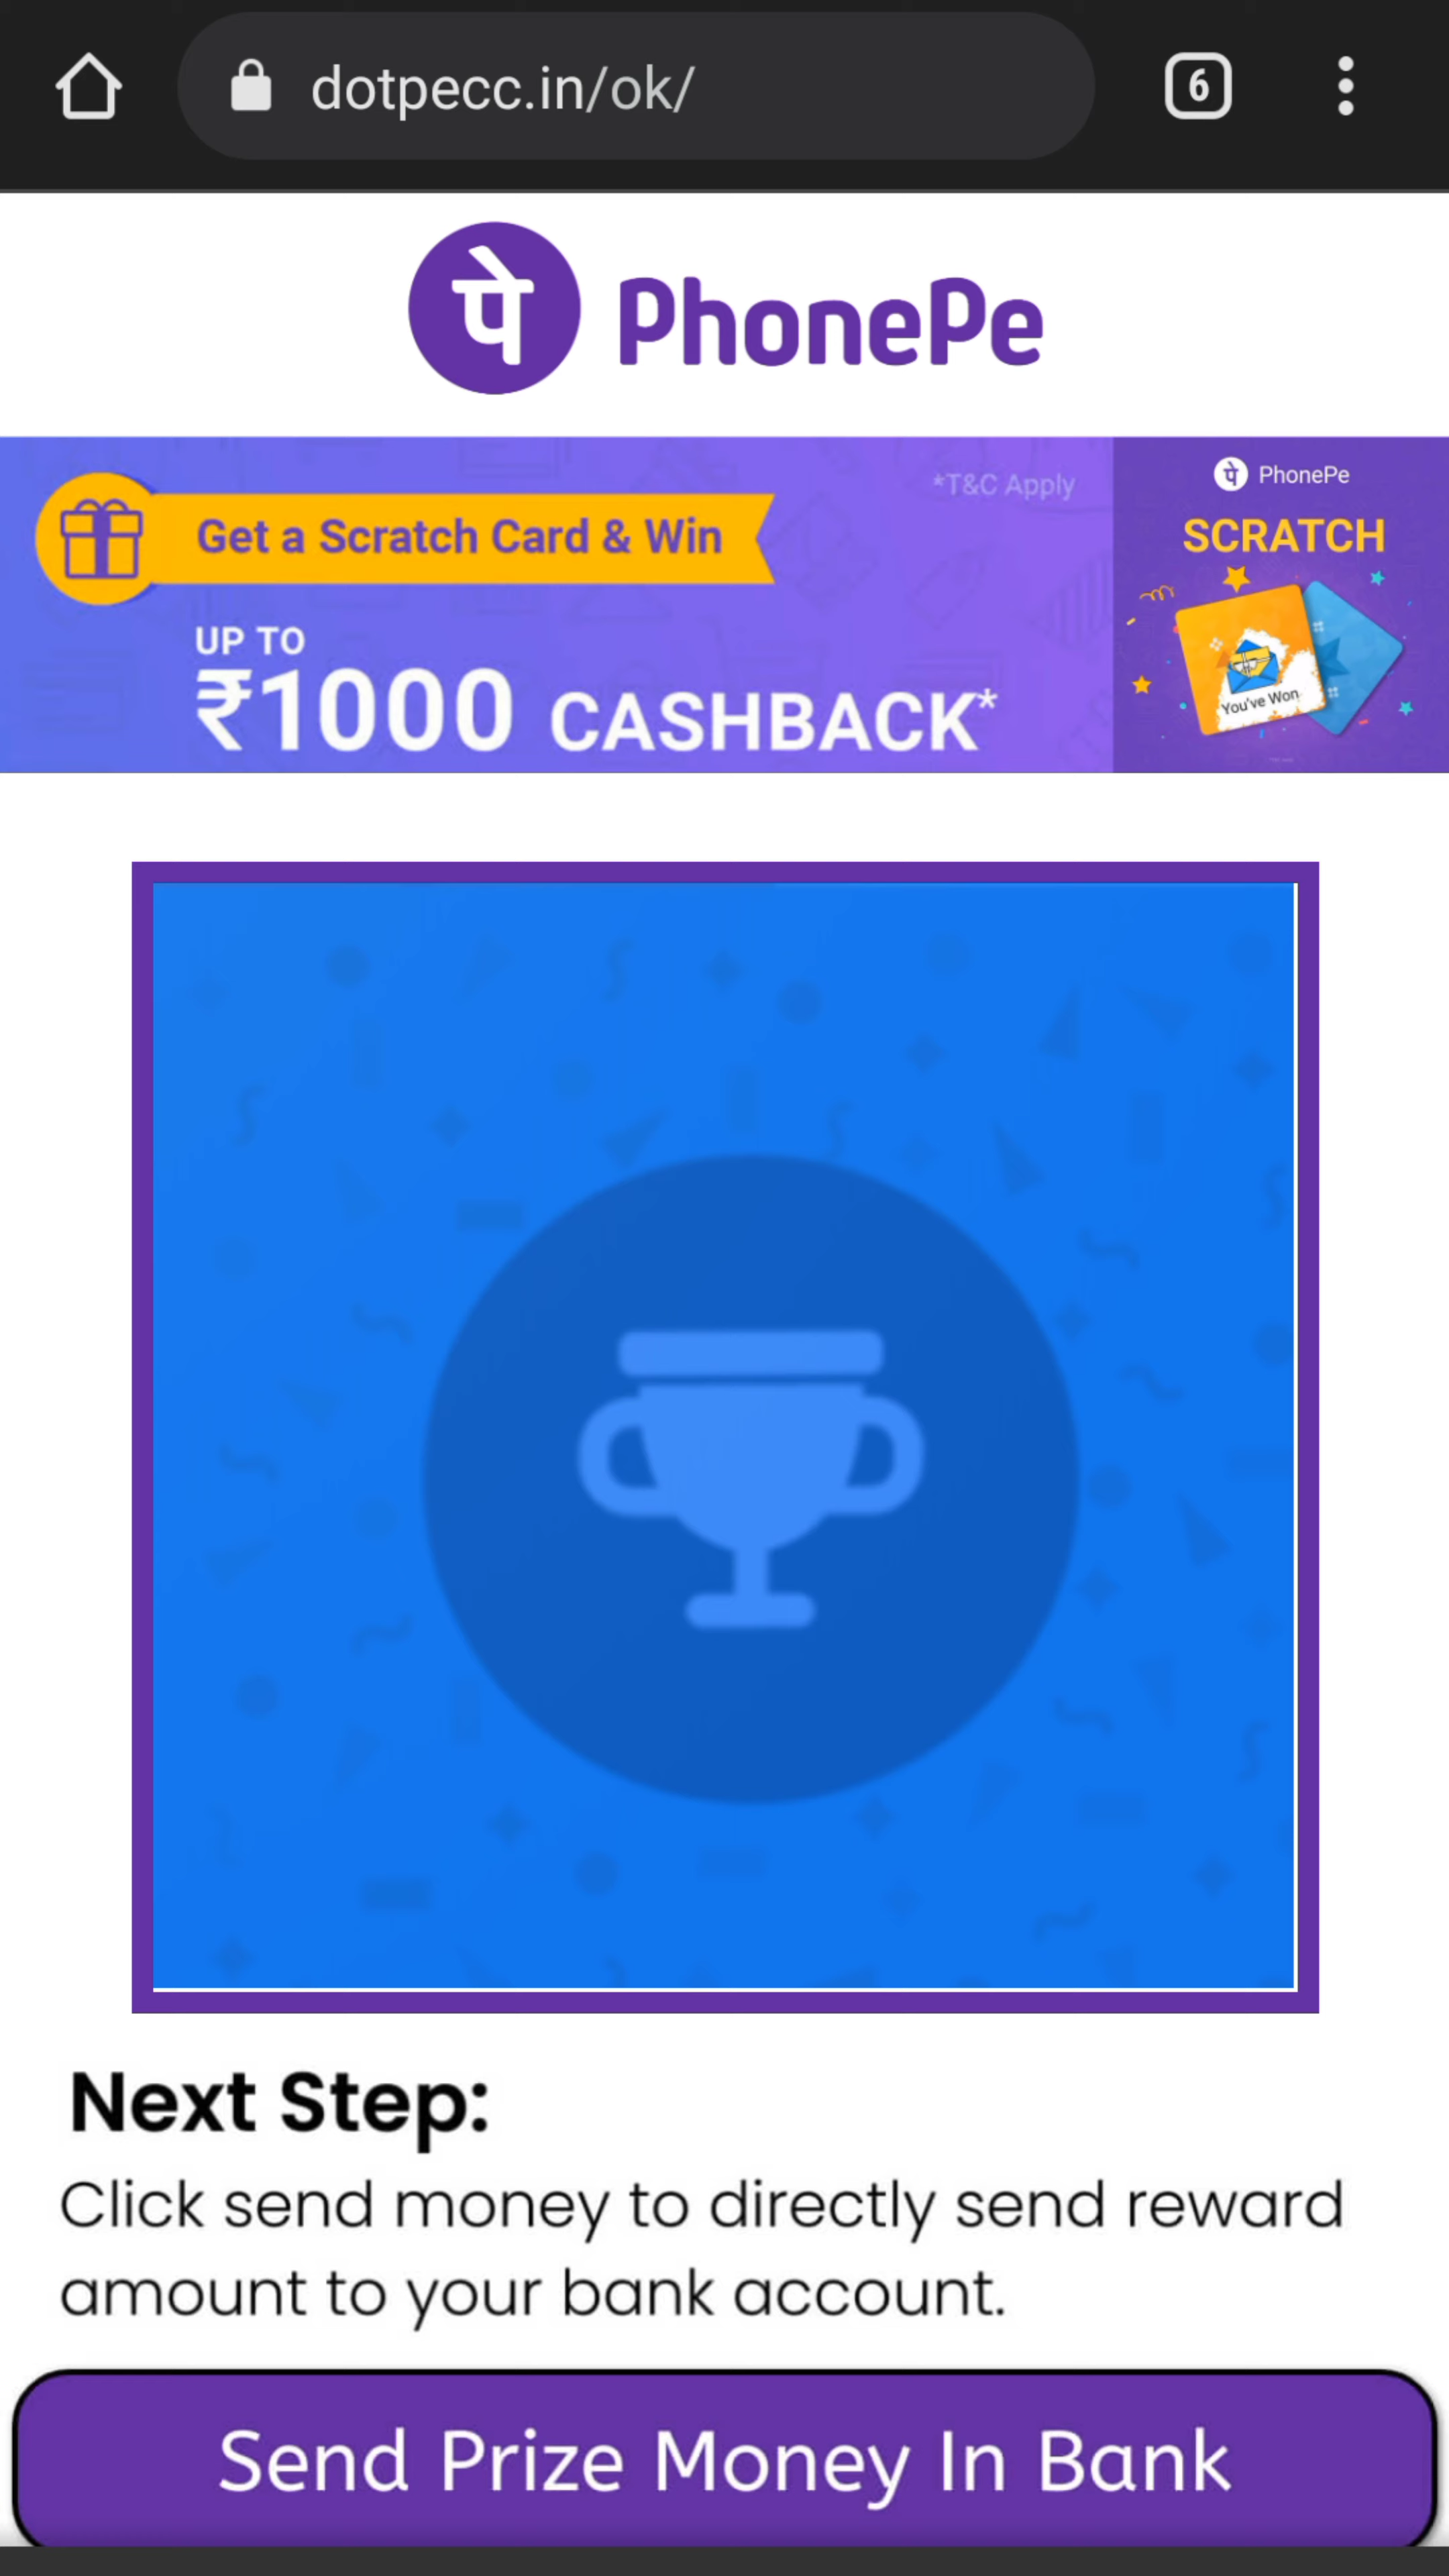 6
dotpecc.in/ok/
पे PhonePe
*T&C Apply
Get a Scratch Card & Win
UP TO
₹1000 CASHBACK*
पे PhonePe
SCRATCH
You've Won
Next Step:
Click send money to directly send reward
amount to your bank account.
Send Prize Money In Bank